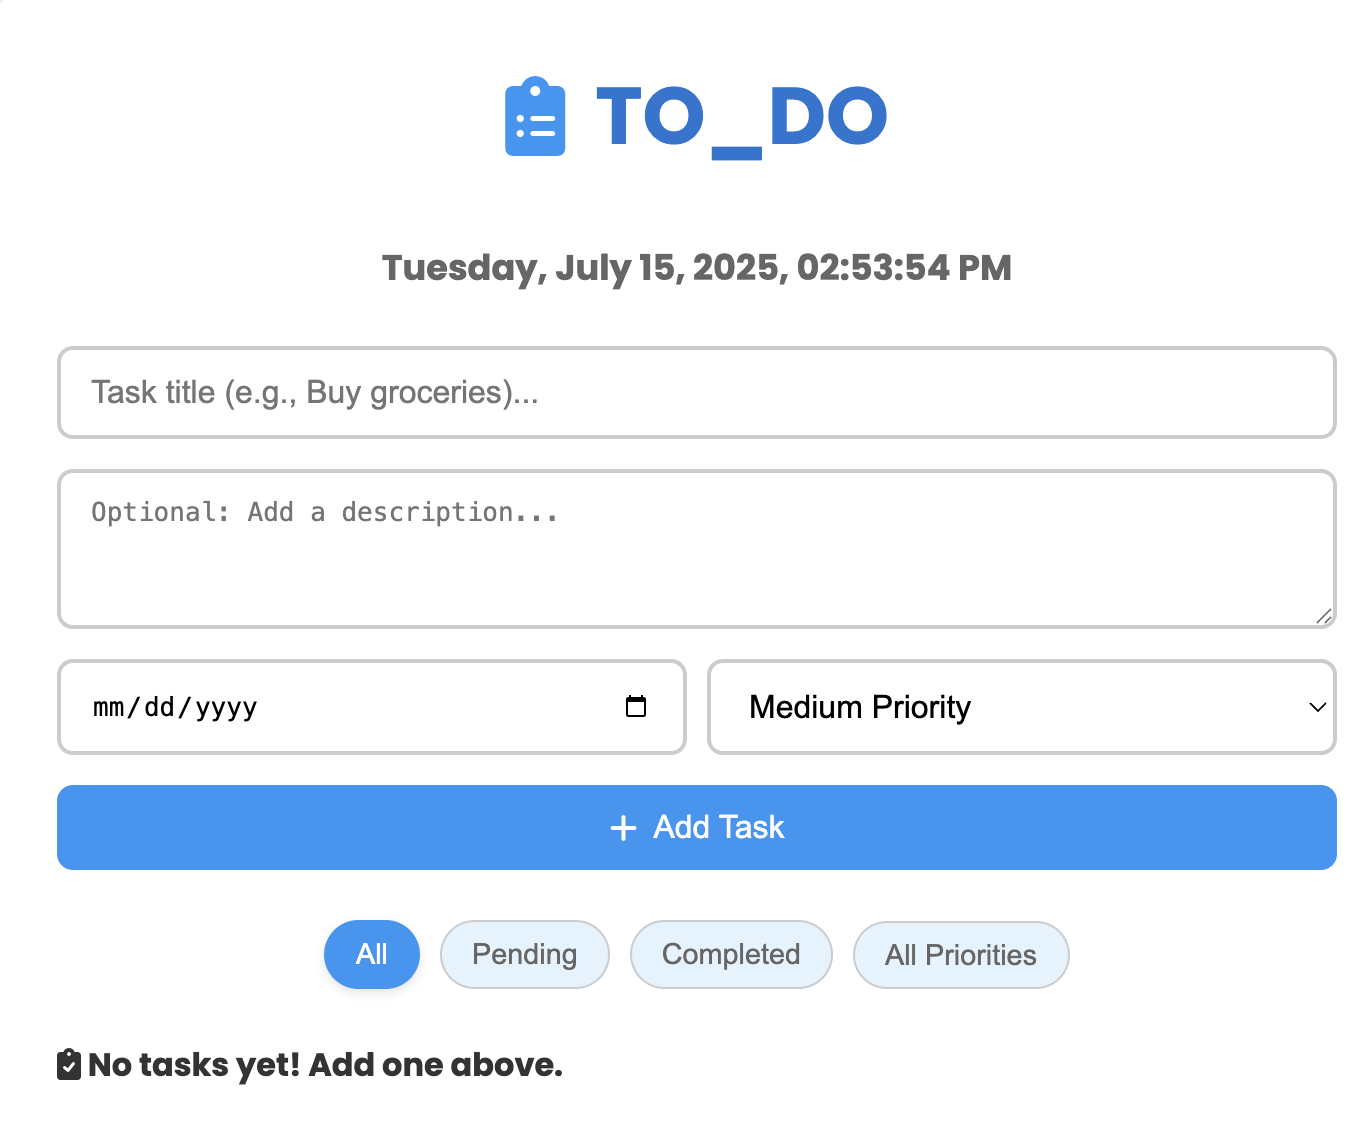 TO_DO
Tuesday, July 15, 2025, 02:53:54 PM
Task title (e.g., Buy groceries)...
Optional: Add a description...
mm/dd/yyyy
Medium Priority
+ Add Task
All
Pending
Completed
All Priorities
No tasks yet! Add one above.